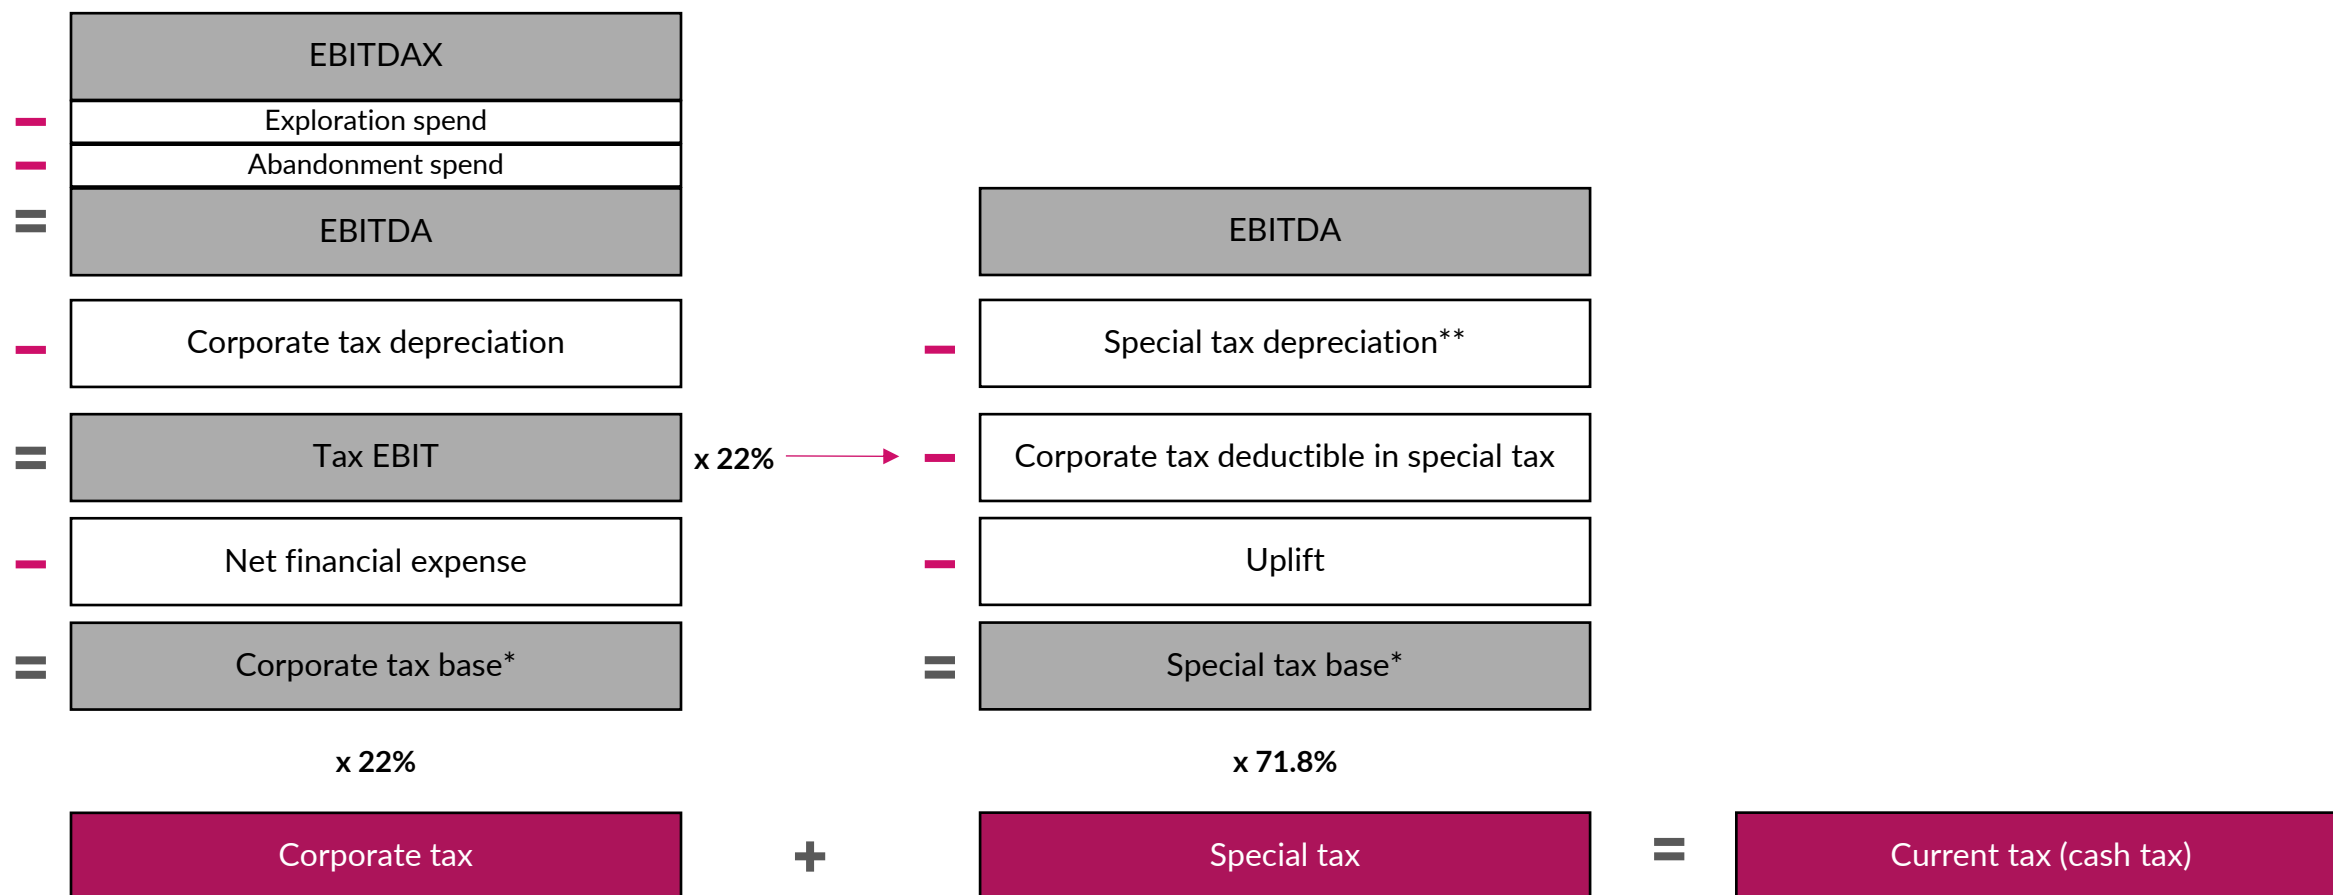 EBITDAX
Exploration spend
Abandonment spend
EBITDA
EBITDA
Corporate tax depreciation
Special tax depreciation**
Tax EBIT
x 22%
Corporate tax deductible in special tax
Net financial expense
Uplift
Corporate tax base*
Special tax base*
x 22%
x 71.8%
Corporate tax
+
Special tax
=
Current tax (cash tax)